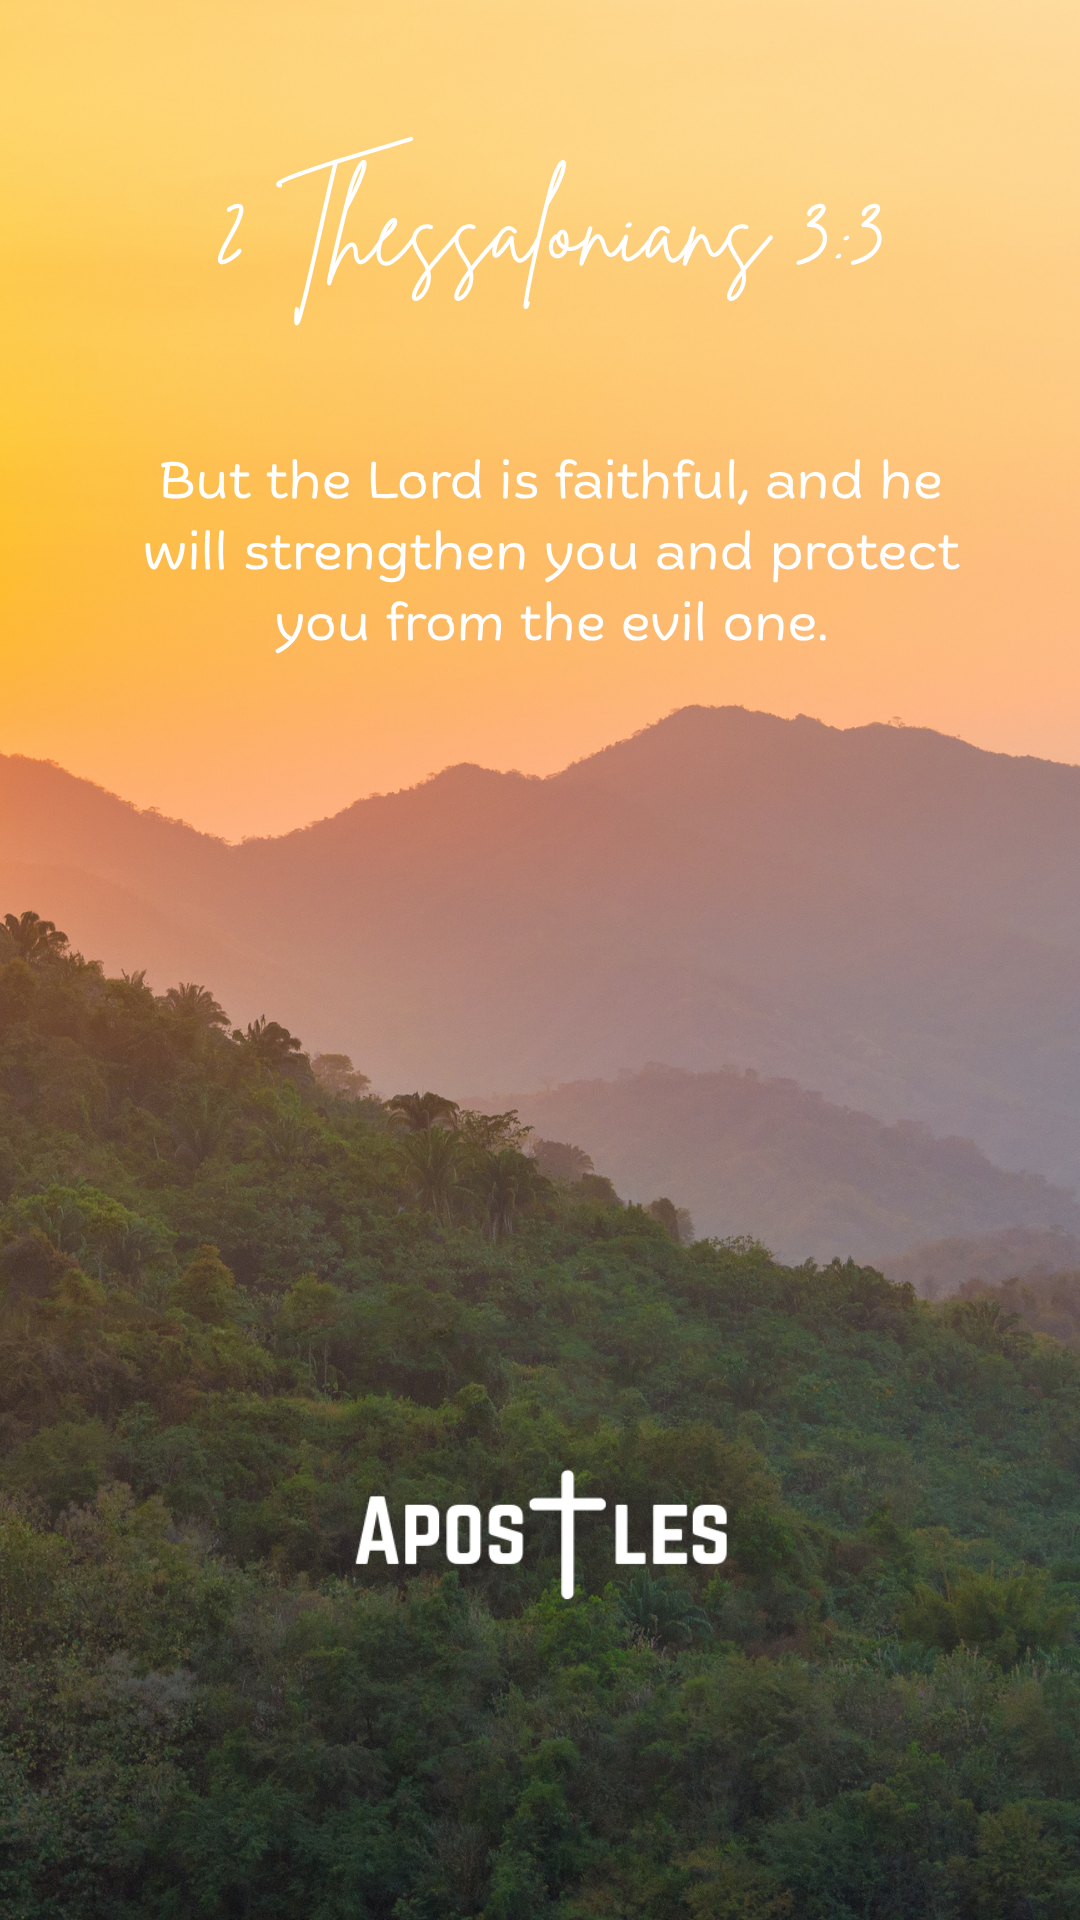 2 Thessalonians 3:3
But the Lord is faithful, and he
will strengthen you and protect
you from the evil one.
APOSTLES